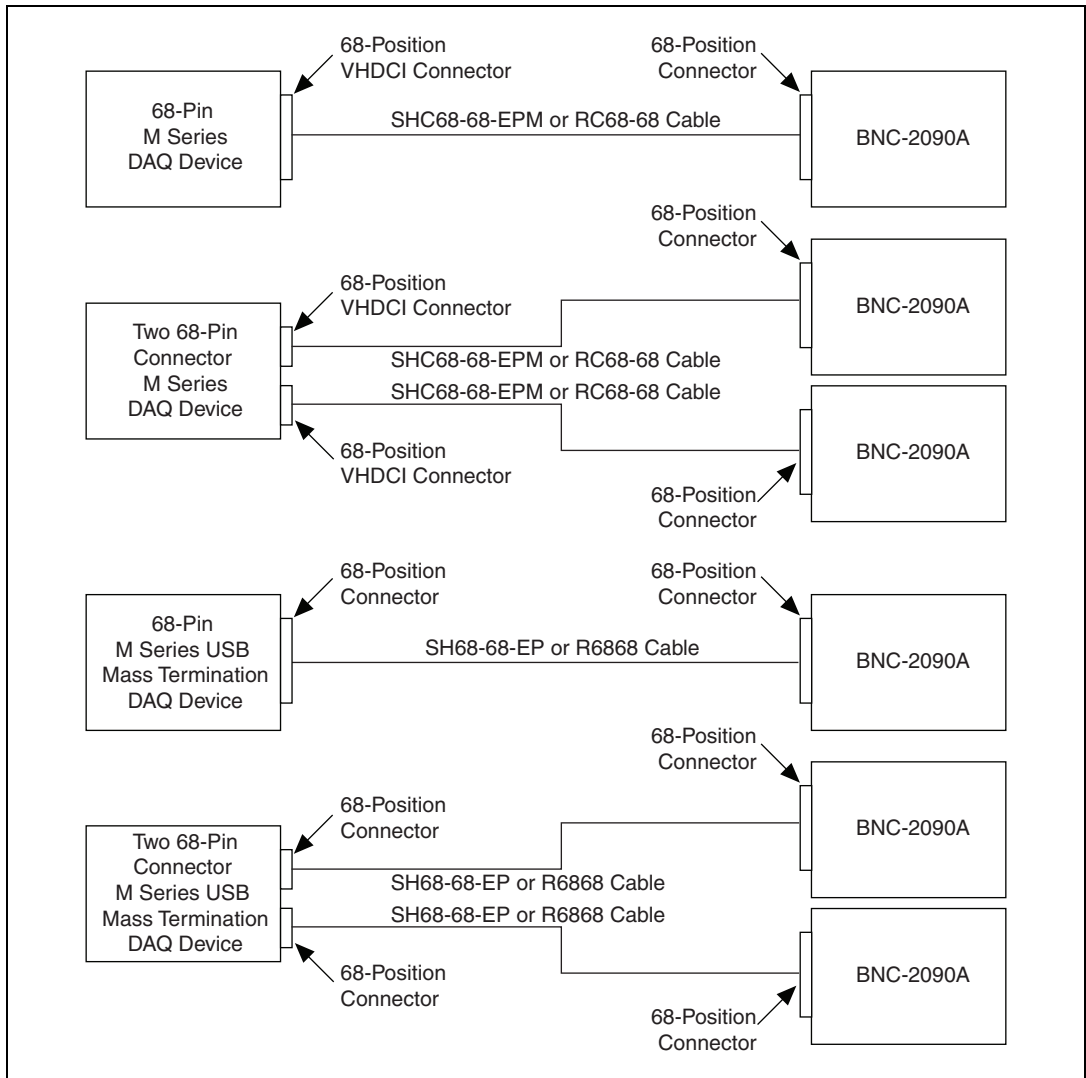 68-Position
VHDCI Connector
68-Position
Connector
68-Pin
M Series
DAQ Device
SHC68-68-EPM or RC68-68 Cable
BNC-2090A
68-Position
Connector
68-Position
VHDCI Connector
BNC-2090A
Two 68-Pin
Connector
M Series
DAQ Device
SHC68-68-EPM or RC68-68 Cable
SHC68-68-EPM or RC68-68 Cable
BNC-2090A
68-Position
VHDCI Connector
68-Position
Connector
68-Position
Connector
68-Position
Connector
68-Pin
M Series USB
Mass Termination
DAQ Device
SH68-68-EP or R6868 Cable
BNC-2090A
68-Position
Connector
68-Position
Connector
BNC-2090A
Two 68-Pin
Connector
M Series USB
Mass Termination
DAQ Device
SH68-68-EP or R6868 Cable
SH68-68-EP or R6868 Cable
BNC-2090A
68-Position
Connector
68-Position
Connector